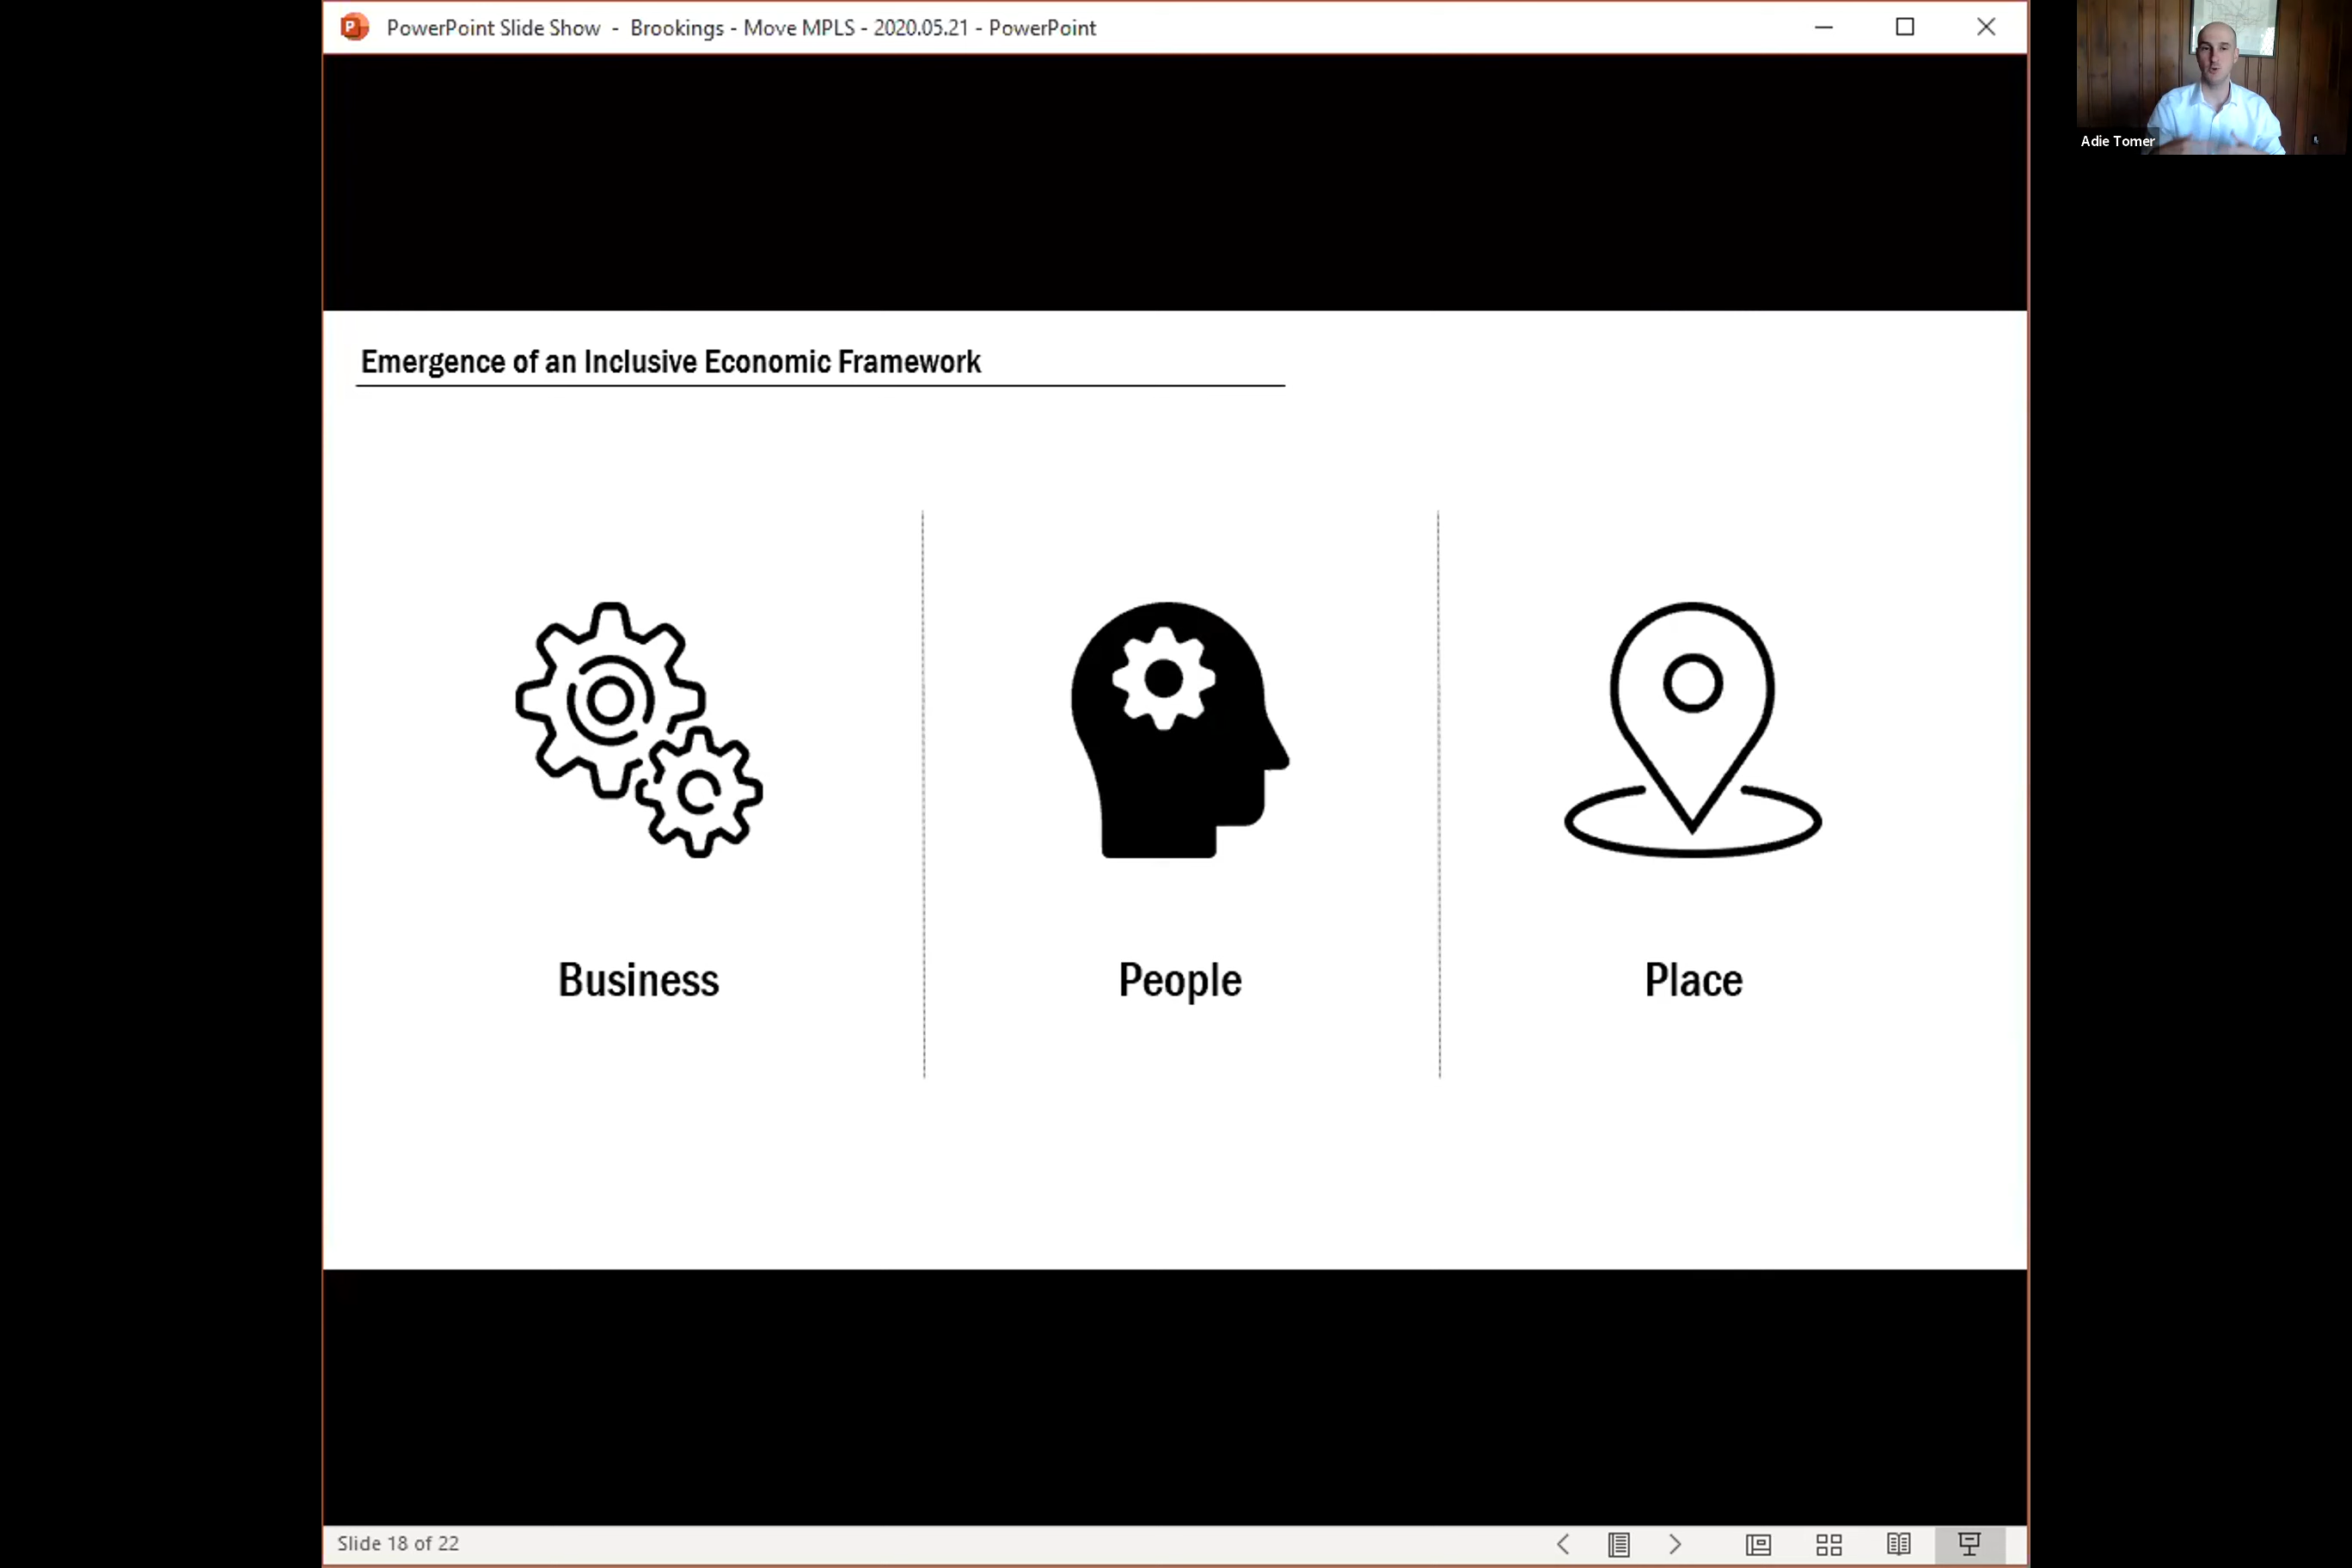 PowerPoint Slide Show - Brookings - Move MPLS - 2020.05.21 - PowerPoint
Adie Tomer
Emergence of an Inclusive Economic Framework
Business
People
Place
Slide 18 of 22